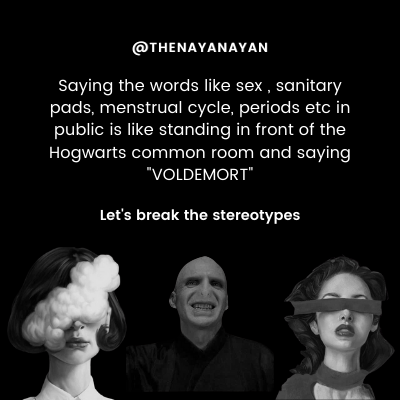 @THENAYANAYAN
Saying the words like sex , sanitary
pads, menstrual cycle, periods etc in
public is like standing in front of the
Hogwarts common room and saying
"VOLDEMORT"
Let's break the stereotypes